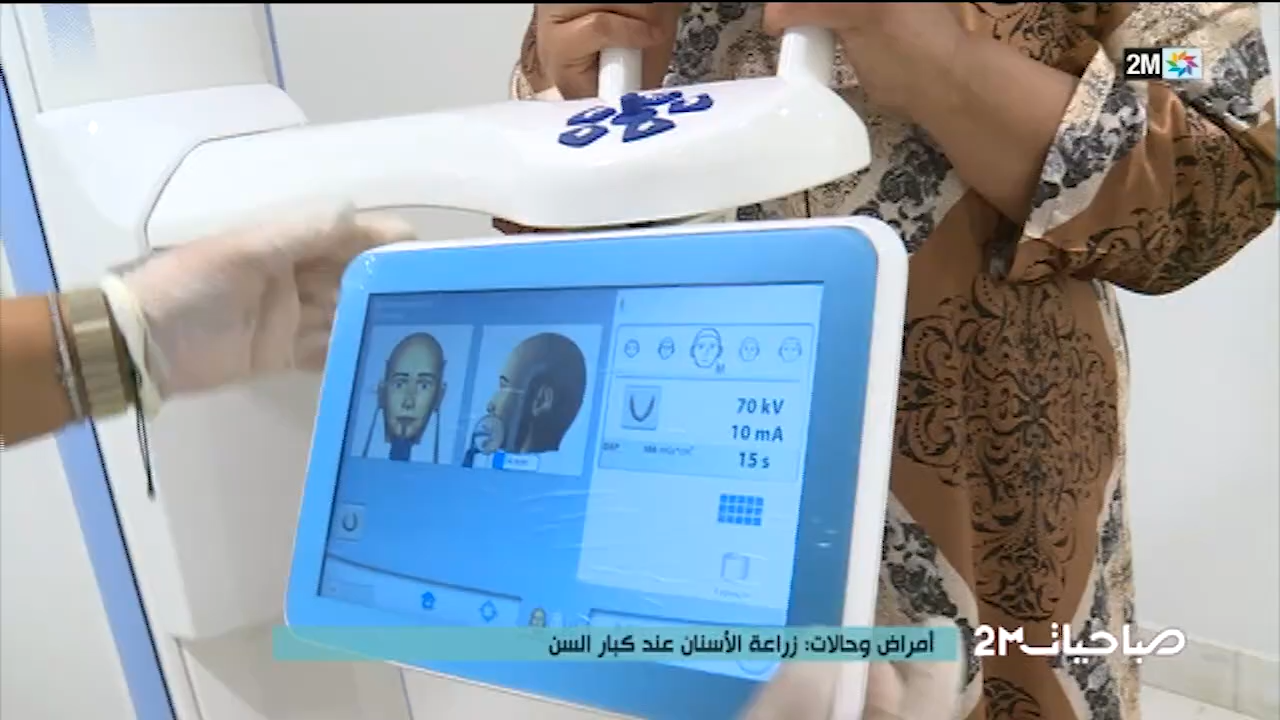 2M
M
70 kV
10 mA
15 s
أمراض وحالات: زراعة الأسنان عند كبار السن
صباحيات 2M